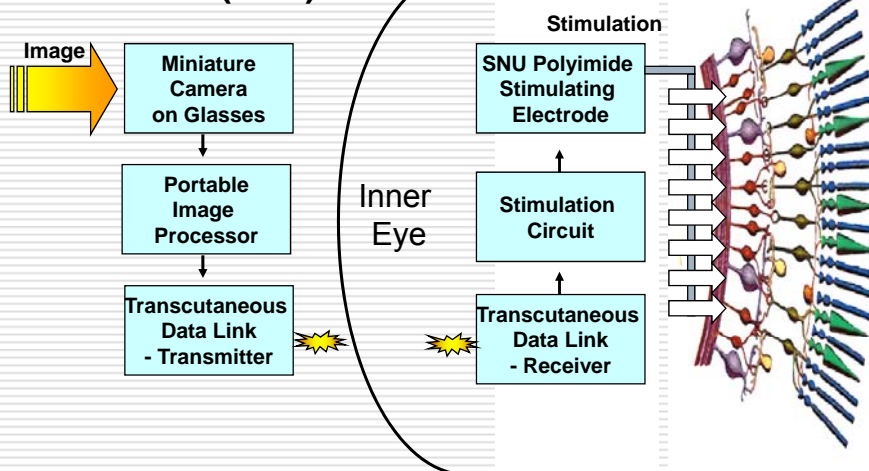 Image
Miniature
Camera
on Glasses
Portable
Image
Processor
Transcutaneous
Data Link
- Transmitter
Inner
Eye
Stimulation
SNU Polyimide
Stimulating
Electrode
Stimulation
Circuit
Transcutaneous
Data Link
- Receiver